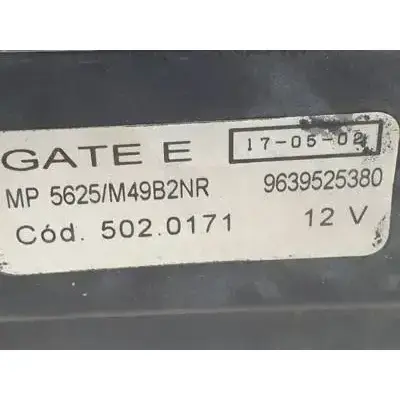 GATE E 17-05-02
MP 5625/M49B2NR 9639525380
Cód. 502.0171 12 V